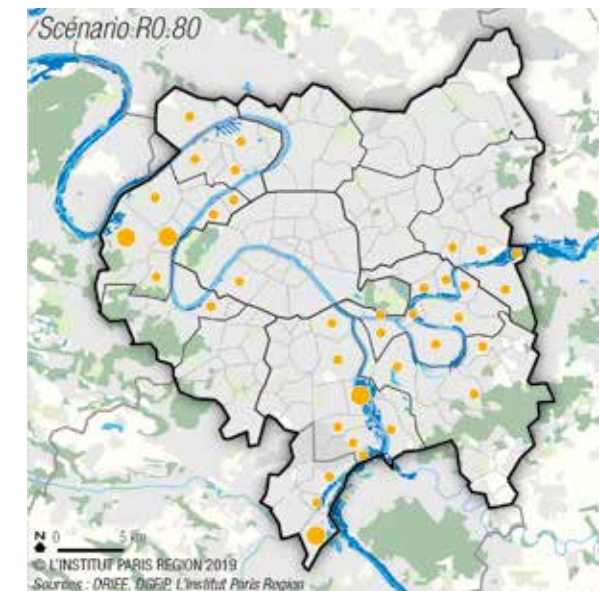 /Scénario R0.80
N 0 5 km
© L'INSTITUT PARIS REGION 2019
Sources : DRIEE, DGFiP, L'Institut Paris Region